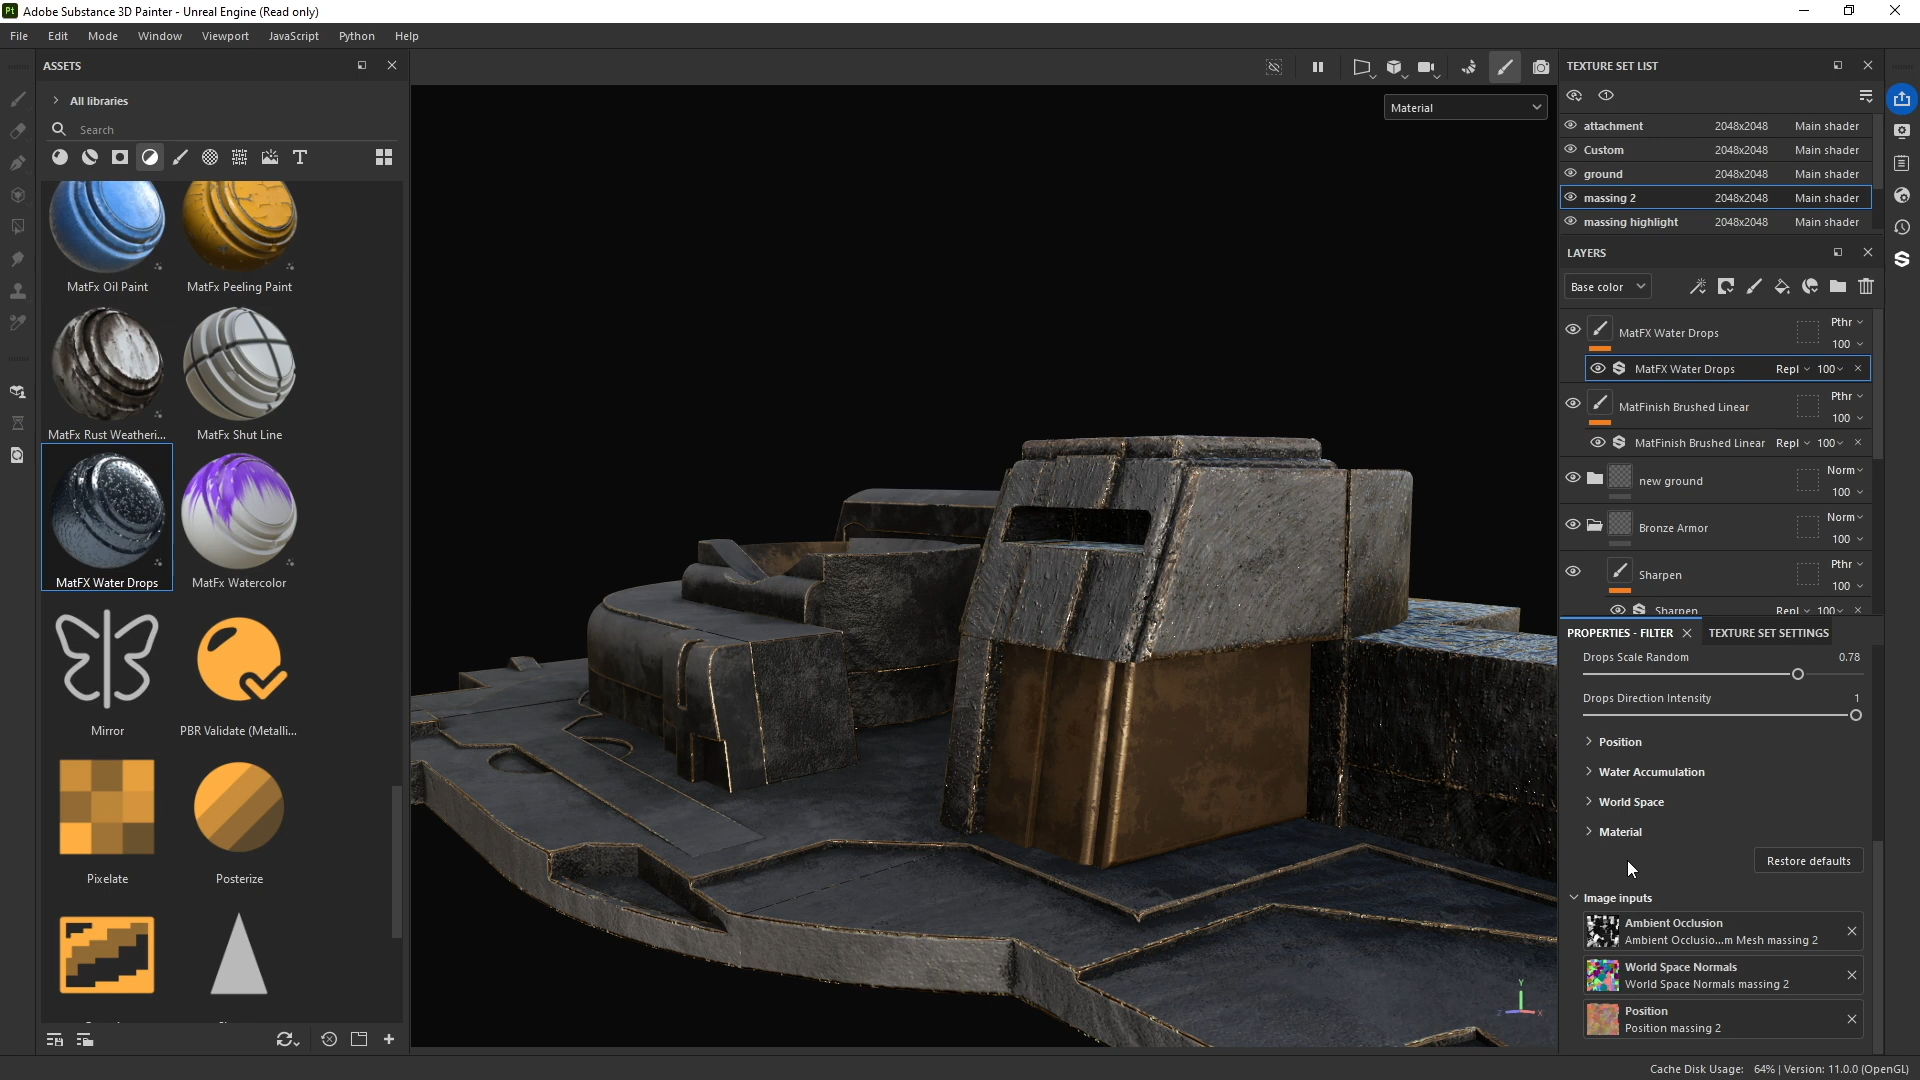 Pt Adobe Substance 3D Painter - Unreal Engine (Read only)
File Edit Mode Window Viewport JavaScript Python Help
ASSETS
All libraries
Search
MatFx Oil Paint
MatFx Peeling Paint
MatFx Rust Weatheri...
MatFx Shut Line
MatFX Water Drops
MatFx Watercolor
Mirror
PBR Validate (Metalli...
Pixelate
Posterize
Material
Y
Z
X
TEXTURE SET LIST
attachment 2048x2048 Main shader
Custom 2048x2048 Main shader
ground 2048x2048 Main shader
massing 2 2048x2048 Main shader
massing highlight 2048x2048 Main shader
LAYERS
Base color
MatFX Water Drops Pthr 100
MatFX Water Drops Repl 100
MatFinish Brushed Linear Pthr 100
MatFinish Brushed Linear Repl 100
new ground Norm 100
Bronze Armor Norm 100
Sharpen Pthr 100
Sharpen Repl 100
PROPERTIES - FILTER TEXTURE SET SETTINGS
Drops Scale Random 0.78
Drops Direction Intensity 1
Position
Water Accumulation
World Space
Material
Restore defaults
Image inputs
Ambient Occlusion
Ambient Occlusio...m Mesh massing 2
World Space Normals
World Space Normals massing 2
Position
Position massing 2
Cache Disk Usage: 64% | Version: 11.0.0 (OpenGL)